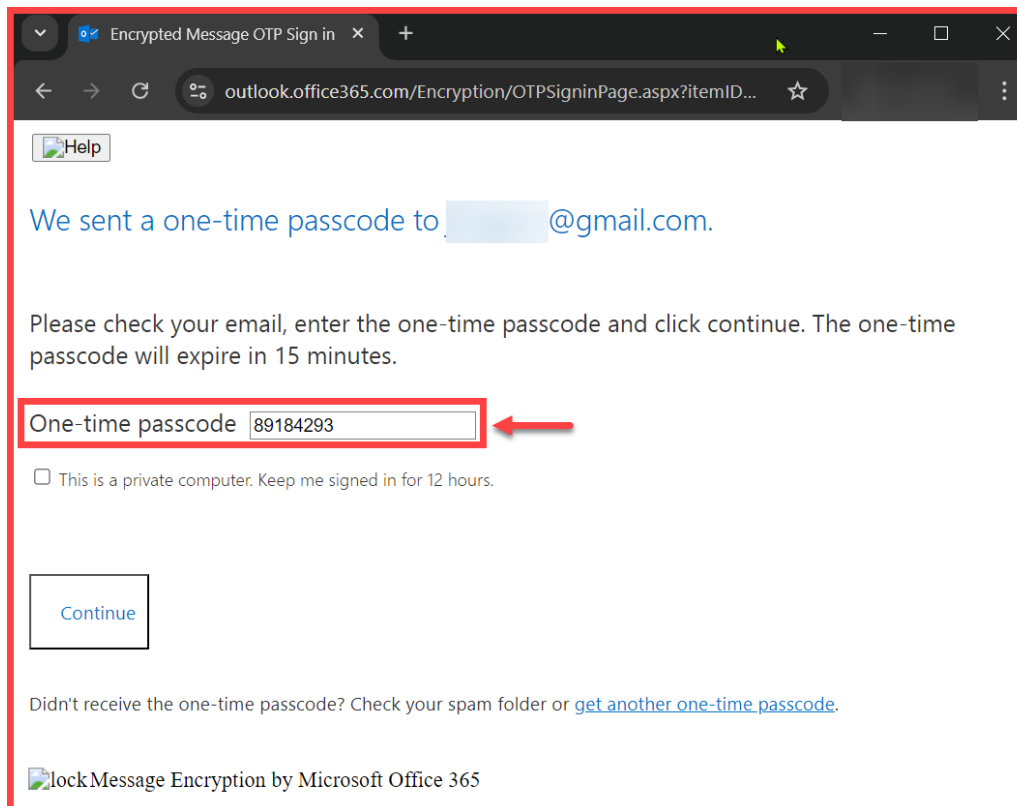 Encrypted Message OTP Sign in
outlook.office365.com/Encryption/OTPSigninPage.aspx?itemID...
Help
We sent a one-time passcode to @gmail.com.
Please check your email, enter the one-time passcode and click continue. The one-time
passcode will expire in 15 minutes.
One-time passcode 89184293
This is a private computer. Keep me signed in for 12 hours.
Continue
Didn't receive the one-time passcode? Check your spam folder or get another one-time passcode.
lock Message Encryption by Microsoft Office 365